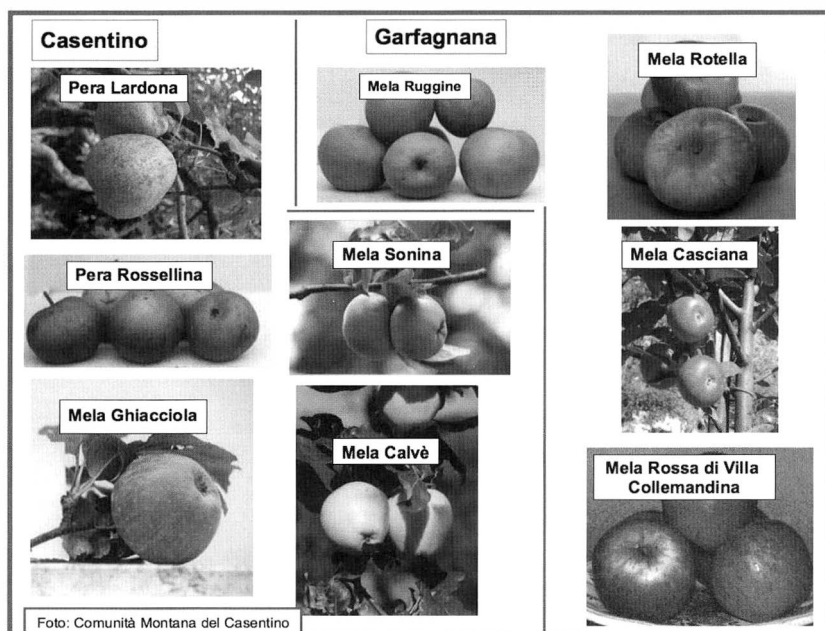 Casentino
Pera Lardona
Pera Rossellina
Mela Ghiacciola
Mela Sonina
Mela Calvè
Foto: Comunità Montana del Casentino
Garfagnana
Mela Ruggine
Mela Rotella
Mela Casciana
Mela Rossa di Villa
Collemandina